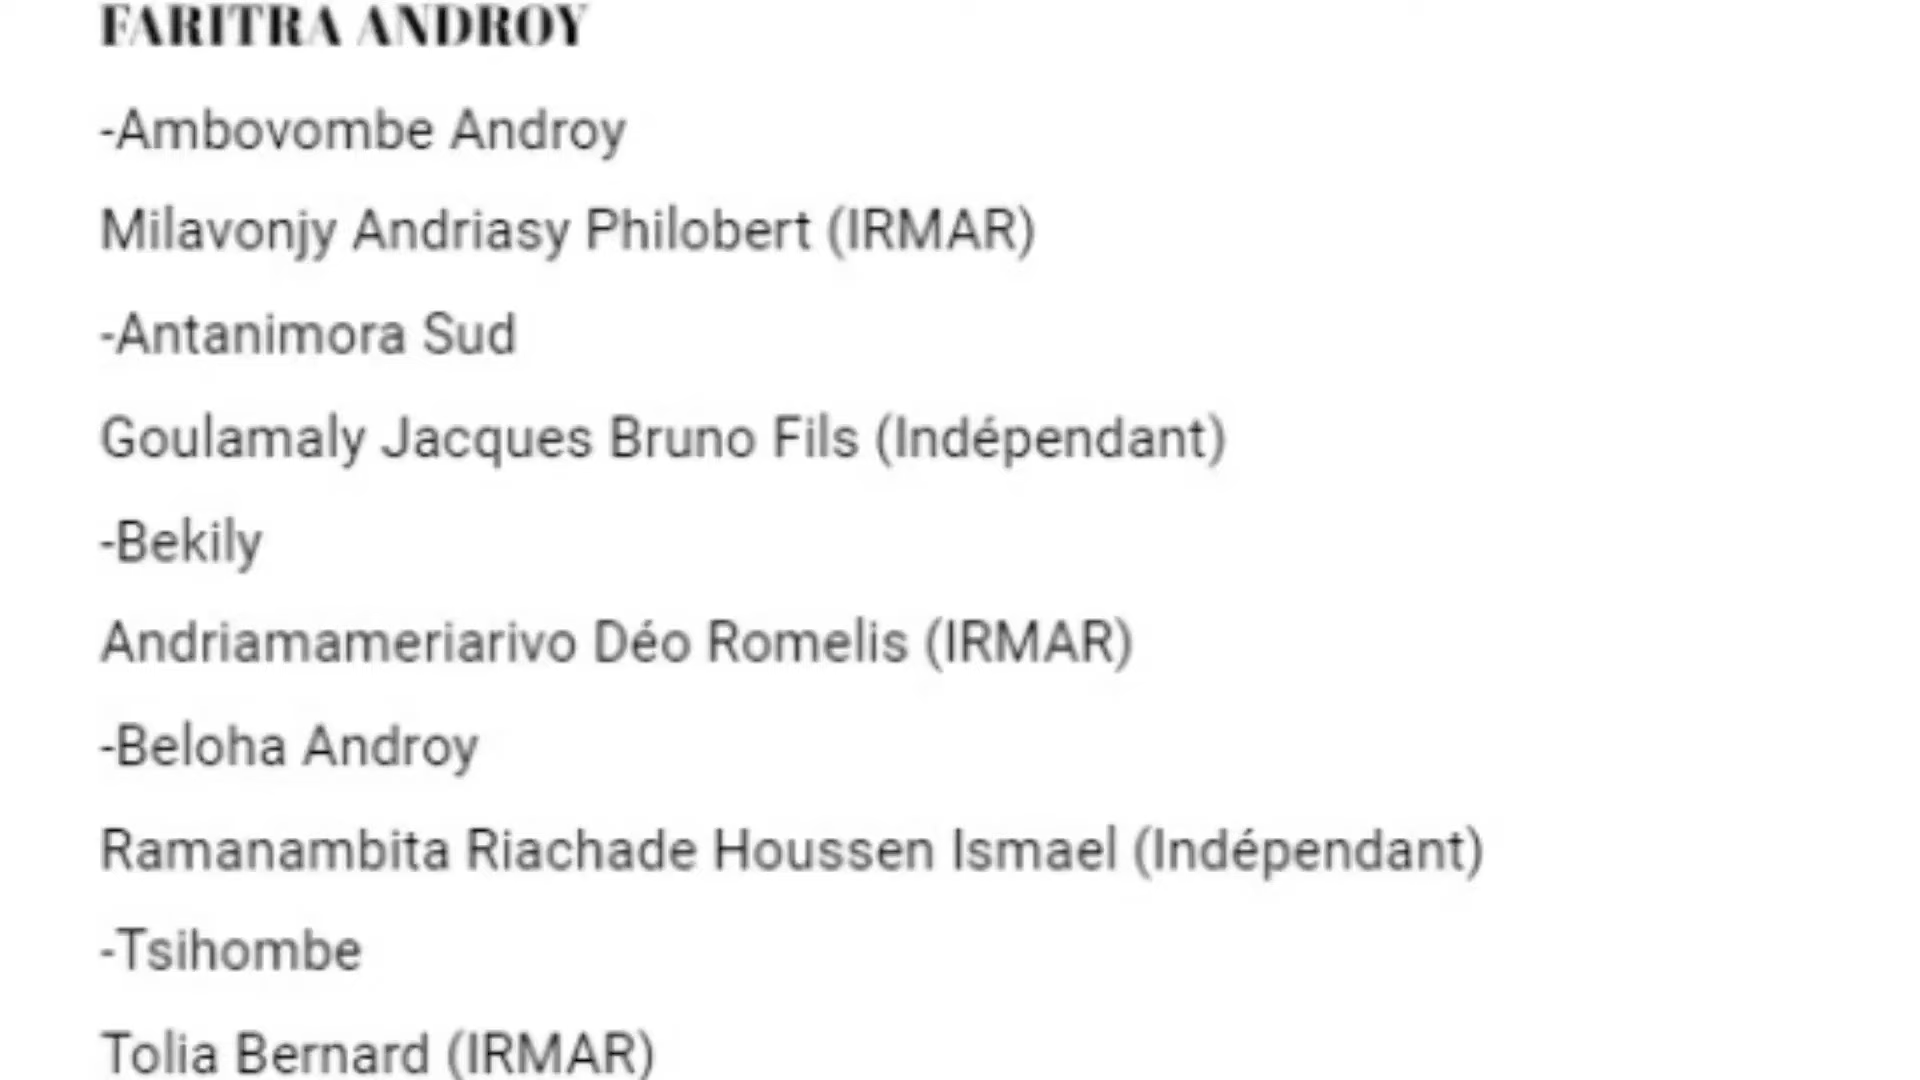 FARITRA ANDROY
-Ambovombe Androy
Milavonjy Andriasy Philobert (IRMAR)
-Antanimora Sud
Goulamaly Jacques Bruno Fils (Indépendant)
-Bekily
Andriamameriarivo Déo Romelis (IRMAR)
-Beloha Androy
Ramanambita Riachade Houssen Ismael (Indépendant)
-Tsihombe
Tolia Bernard (IRMAR)